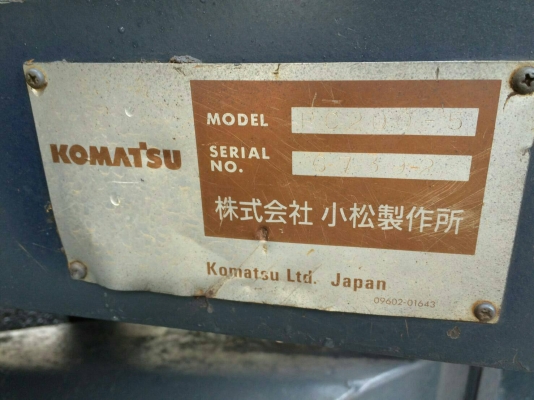 KOMATSU
MODEL
SERIAL
NO.
株式会社 小松製作所
Komatsu Ltd. Japan
09602-01643